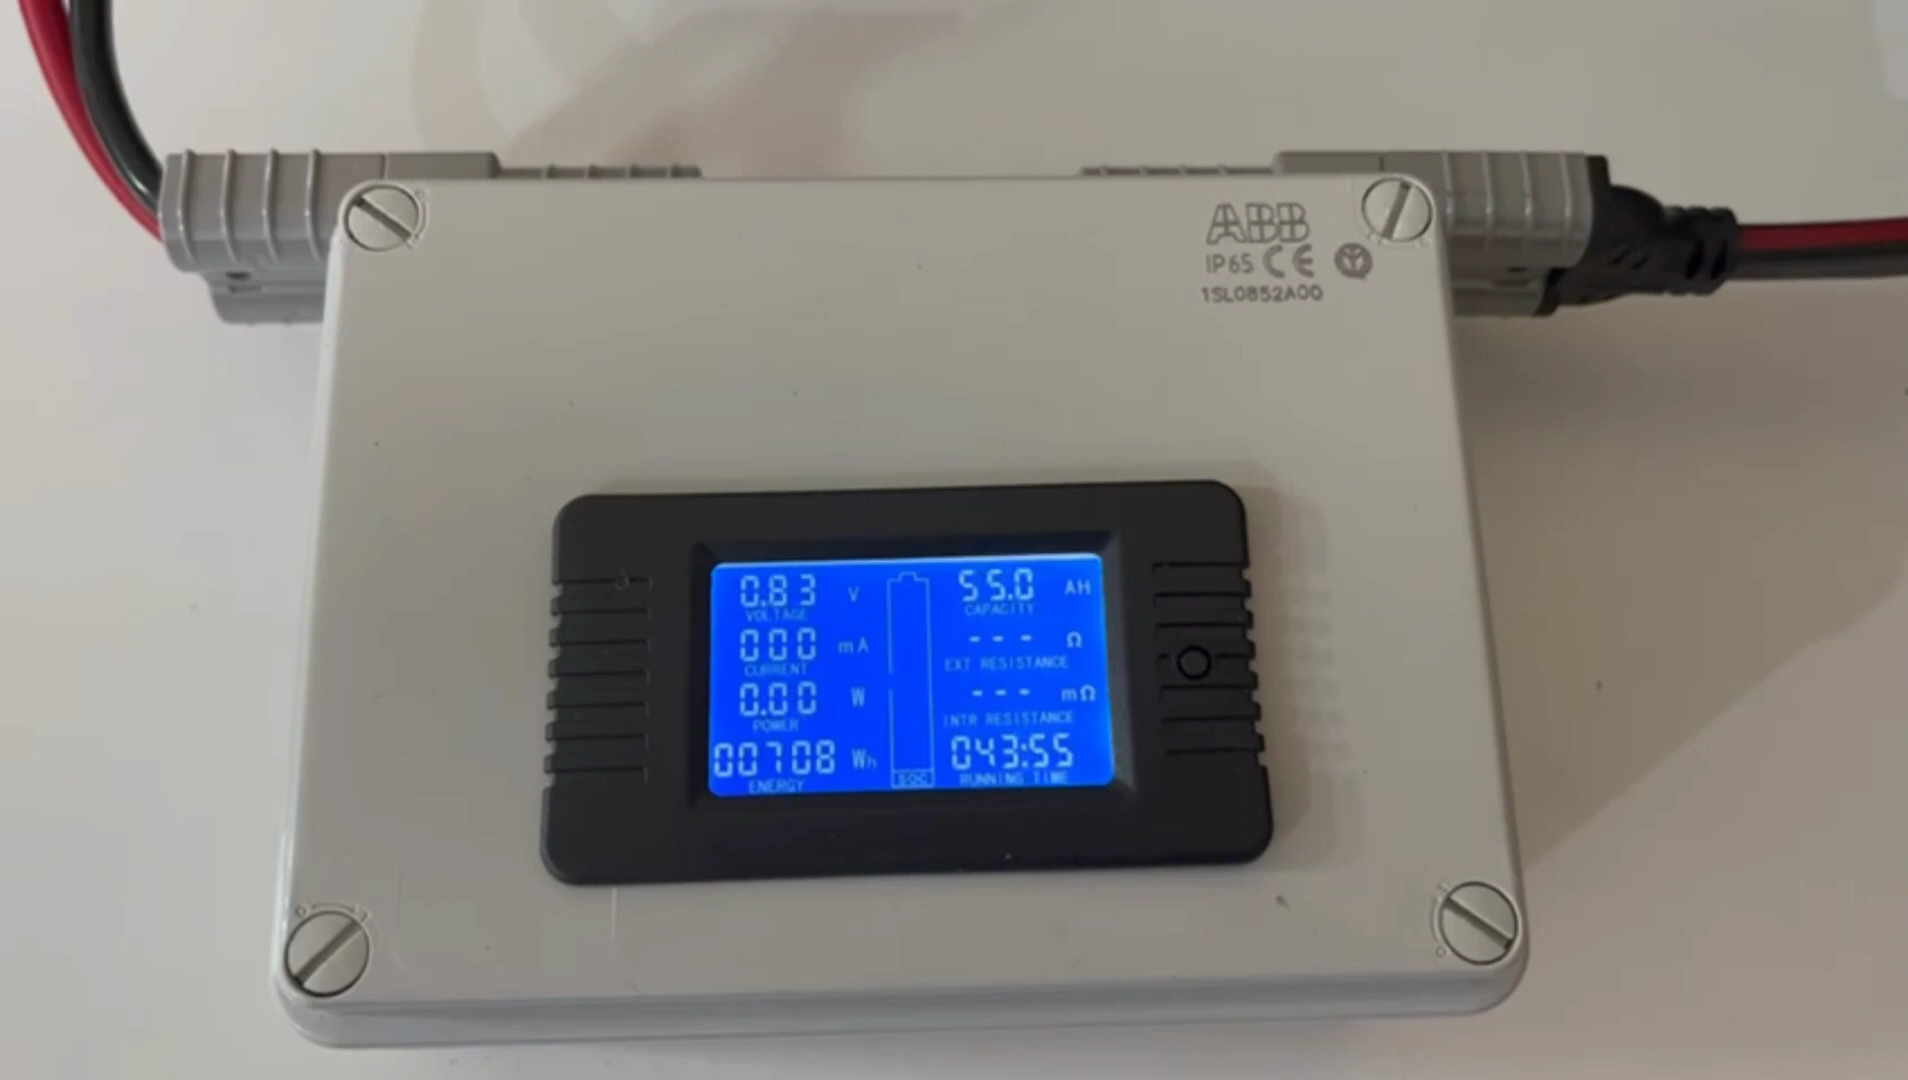 ABB
IP65 CE
1SL0852A00
0.83 V
VOLTAGE
000 mA
CURRENT
0.00 W
POWER
00708 Wh
ENERGY
SOC
55.0 AH
CAPACITY
--- Ω
EXT RESISTANCE
--- mΩ
INTR RESISTANCE
043:55
RUNNING TIME